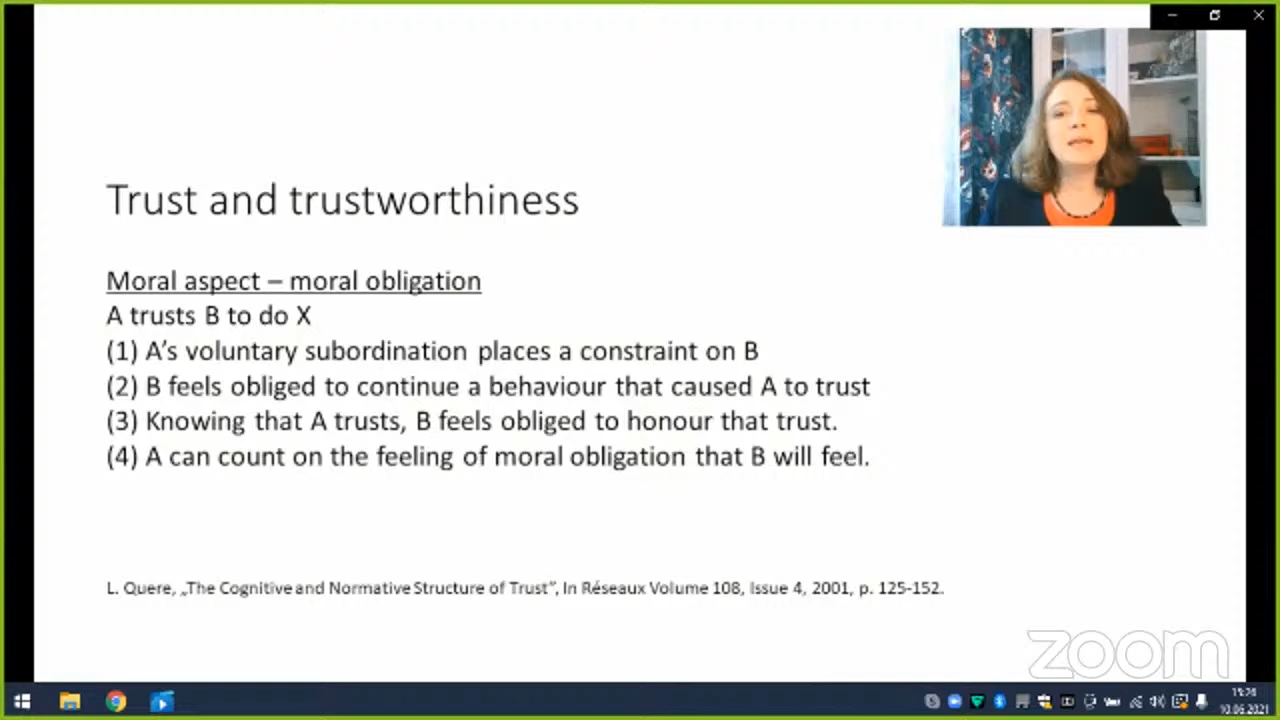 Trust and trustworthiness
Moral aspect – moral obligation
A trusts B to do X
(1) A's voluntary subordination places a constraint on B
(2) B feels obliged to continue a behaviour that caused A to trust
(3) Knowing that A trusts, B feels obliged to honour that trust.
(4) A can count on the feeling of moral obligation that B will feel.
L. Quere, „The Cognitive and Normative Structure of Trust”, In Réseaux Volume 108, Issue 4, 2001, p. 125-152.
zoom
10.06.2021